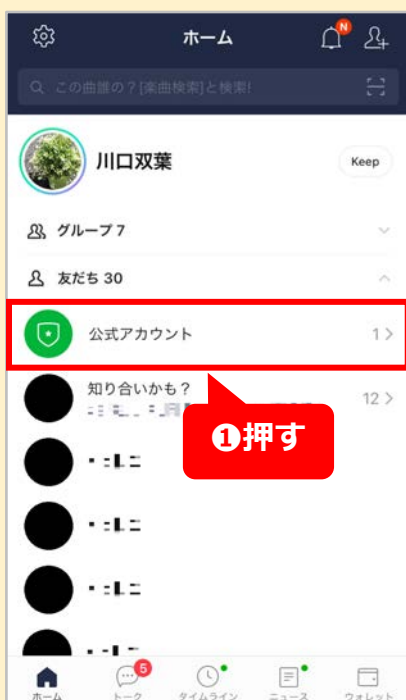 ホーム
N
この曲誰の？[楽曲検索]と検索!
川口双葉
Keep
グループ 7
友だち 30
公式アカウント
1
知り合いかも？
12
❶押す
5
ホーム
トーク
タイムライン
ニュース
ウォレット